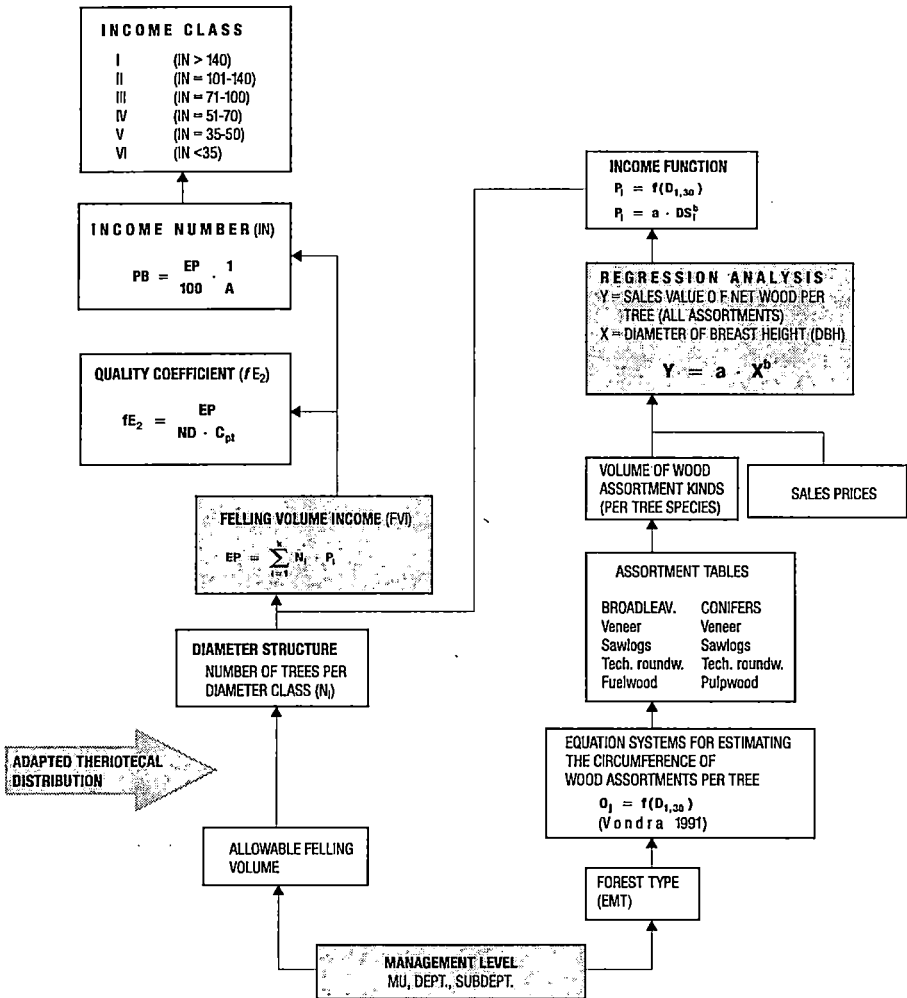 INCOME CLASS
I (IN > 140)
II (IN = 101-140)
III (IN = 71-100)
IV (IN = 51-70)
V (IN = 35-50)
VI (IN <35)
INCOME NUMBER (IN)
PB = EP / 100 · 1 / A
QUALITY COEFFICIENT (fE₂)
fE₂ = EP / ND · Cpt
FELLING VOLUME INCOME (FVI)
EP = ∑ k i=1 Nᵢ · Pᵢ
DIAMETER STRUCTURE
NUMBER OF TREES PER
DIAMETER CLASS (Nᵢ)
ADAPTED THERIOTECAL
DISTRIBUTION
ALLOWABLE FELLING
VOLUME
MANAGEMENT LEVEL
MU, DEPT., SUBDEPT.
INCOME FUNCTION
Pᵢ = f(D₁,₃₀)
Pᵢ = a · DSᵢᵇ
REGRESSION ANALYSIS
Y = SALES VALUE O F NET WOOD PER
TREE (ALL ASSORTMENTS)
X = DIAMETER OF BREAST HEIGHT (DBH)
Y = a · Xᵇ
VOLUME OF WOOD
ASSORTMENT KINDS
(PER TREE SPECIES)
SALES PRICES
ASSORTMENT TABLES
BROADLEAV. CONIFERS
Veneer Veneer
Sawlogs Sawlogs
Tech. roundw. Tech. roundw.
Fuelwood Pulpwood
EQUATION SYSTEMS FOR ESTIMATING
THE CIRCUMFERENCE OF
WOOD ASSORTMENTS PER TREE
Oⱼ = f(D₁,₃₀)
(Vondra 1991)
FOREST TYPE
(EMT)